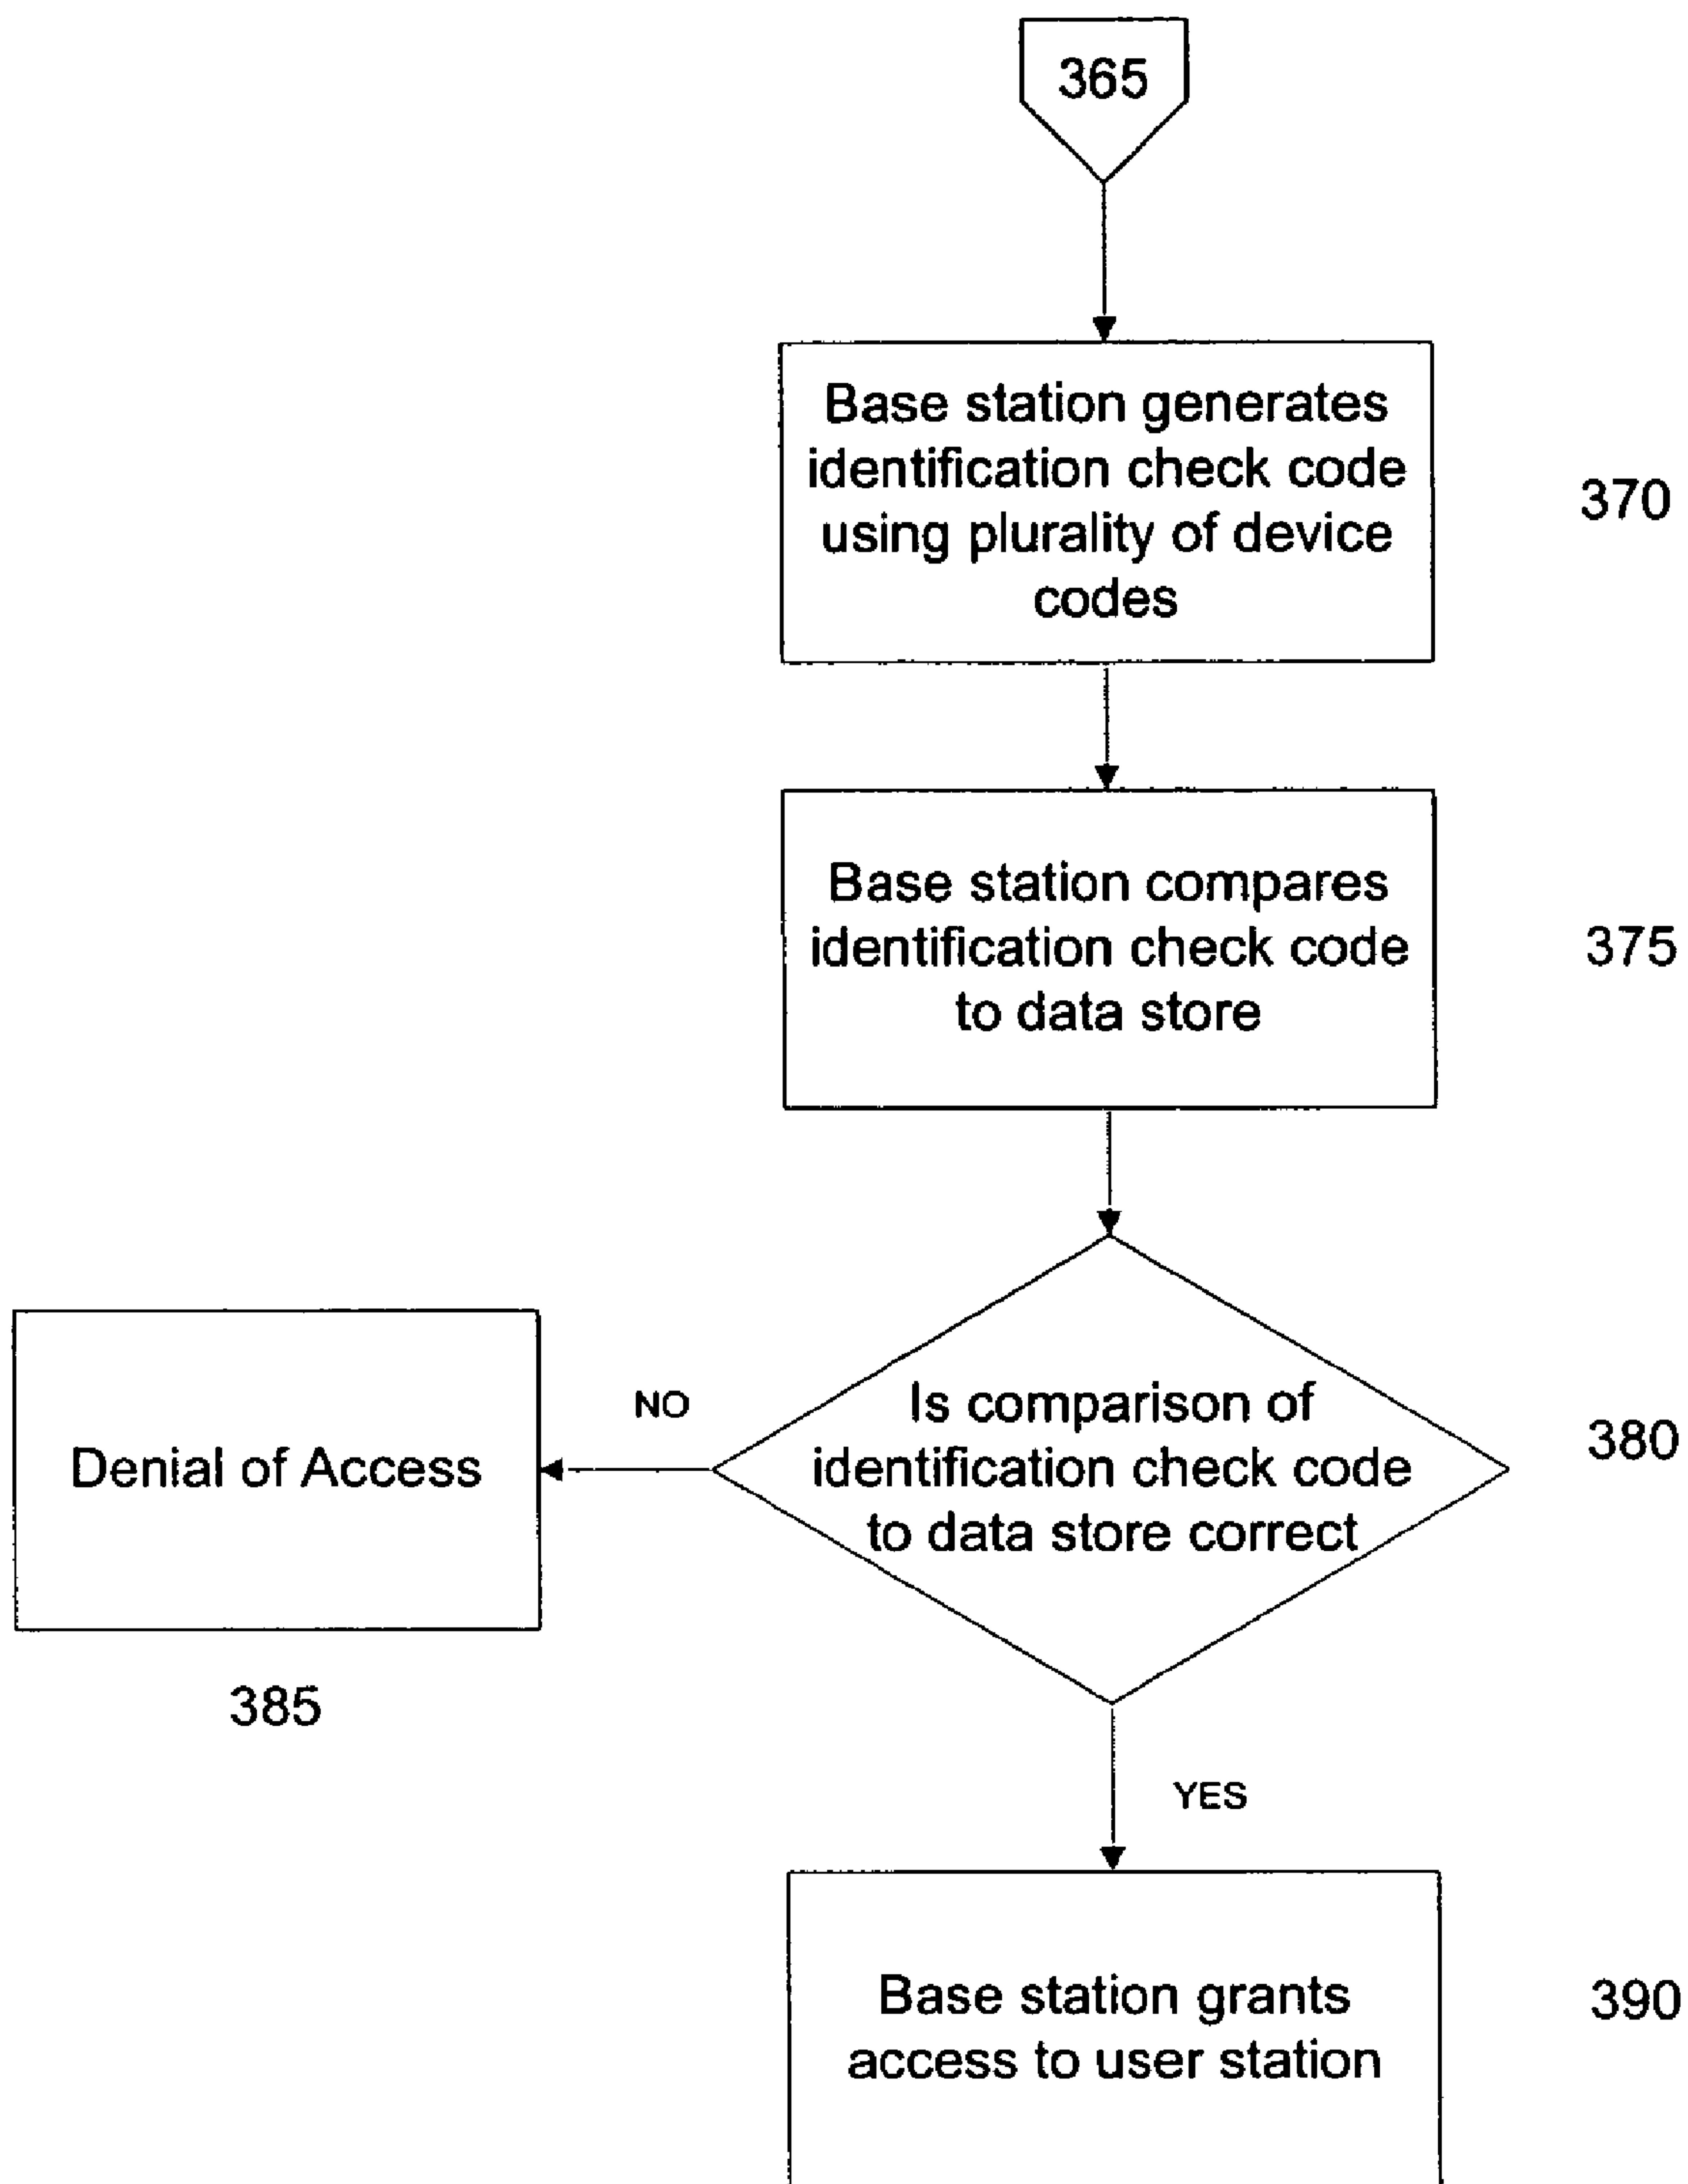 365
Base station generates
identification check code
using plurality of device
codes
370
Base station compares
identification check code
to data store
375
Is comparison of
identification check code
to data store correct
380
NO
Denial of Access
385
YES
Base station grants
access to user station
390